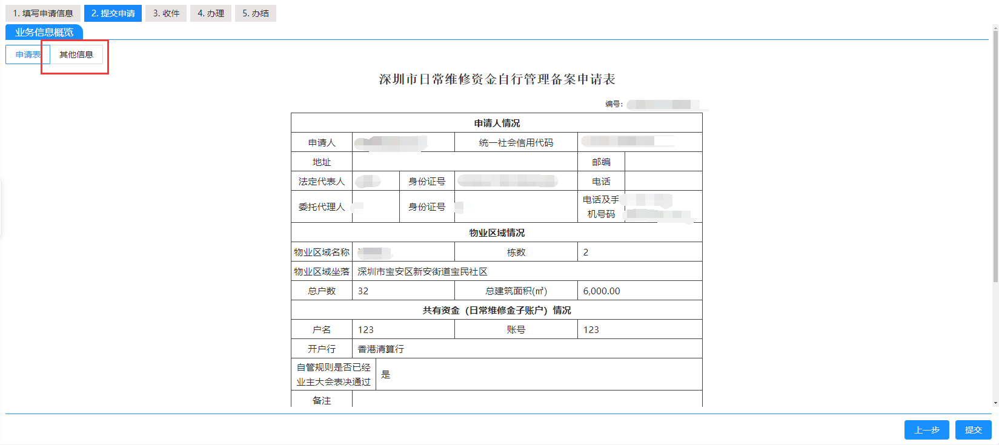 1. 填写申请信息 2. 提交申请 3. 收件 4. 办理 5. 办结
业务信息概览
申请表 其他信息
深圳市日常维修资金自行管理备案申请表
编号：
申请人情况
申请人 统一社会信用代码
地址 邮编
法定代表人 身份证号 电话
委托代理人 身份证号 电话及手
机号码
物业区域情况
物业区域名称 栋数 2
物业区域坐落 深圳市宝安区新安街道宝民社区
总户数 32 总建筑面积(㎡) 6,000.00
共有资金（日常维修金子账户）情况
户名 123 账号 123
开户行 香港清算行
自管规则是否已经
业主大会表决通过 是
备注
上一步 提交